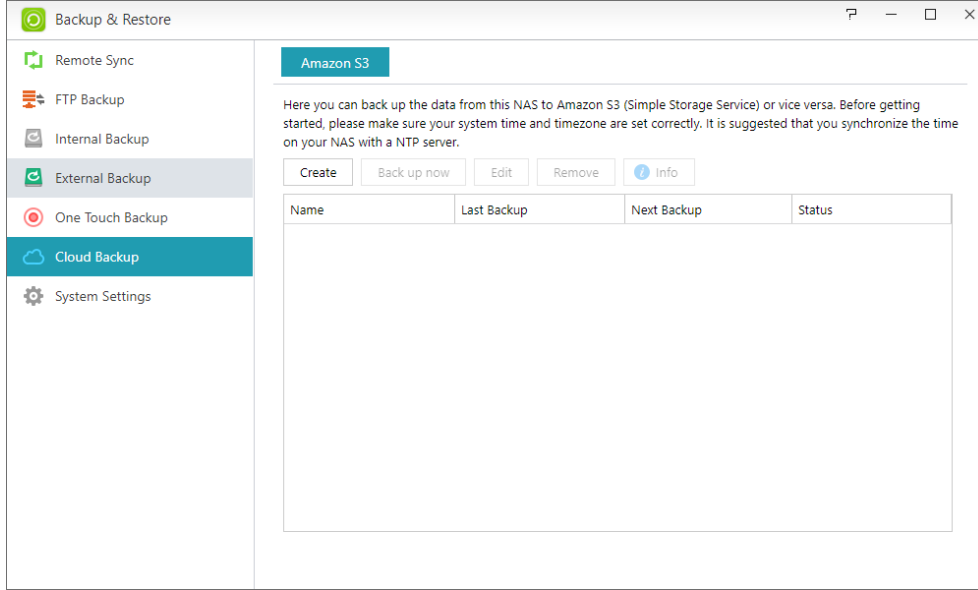 Backup & Restore
Remote Sync
FTP Backup
Internal Backup
External Backup
One Touch Backup
Cloud Backup
System Settings
Amazon S3
Here you can back up the data from this NAS to Amazon S3 (Simple Storage Service) or vice versa. Before getting
started, please make sure your system time and timezone are set correctly. It is suggested that you synchronize the time
on your NAS with a NTP server.
Create Back up now Edit Remove Info
Name Last Backup Next Backup Status